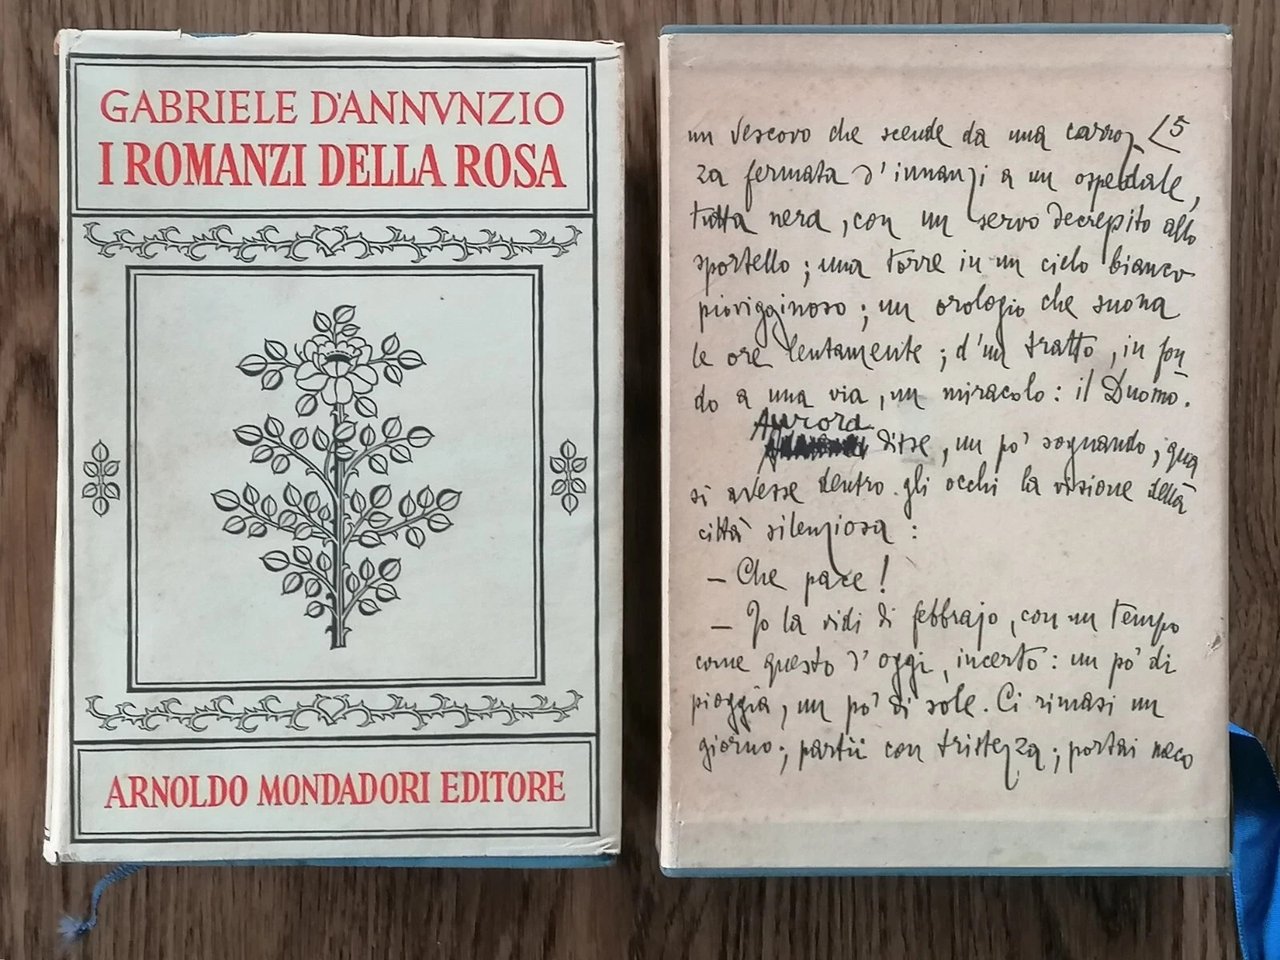 GABRIELE D'ANNVNZIO
I ROMANZI DELLA ROSA
ARNOLDO MONDADORI EDITORE
un vescovo che scende da una carroz 5
za fermata d'innanzi a un ospedale,
tutta nera, con un servo decrepito allo
sportello; una torre in un cielo bianco
piovigginoso; un orologio che suona
le ore lentamente; d'un tratto, in fon
do a una via, un miracolo: il Duomo.
Aurora
disse, un po' sognando, qua
si avesse dentro gli occhi la visione della
città silenziosa:
– Che pace!
– Io la vidi di febbrajo, con un tempo
come questo d'oggi, incerto: un po' di
pioggia, un po' di sole. Ci rimasi un
giorno; partii con tristezza; portai meco